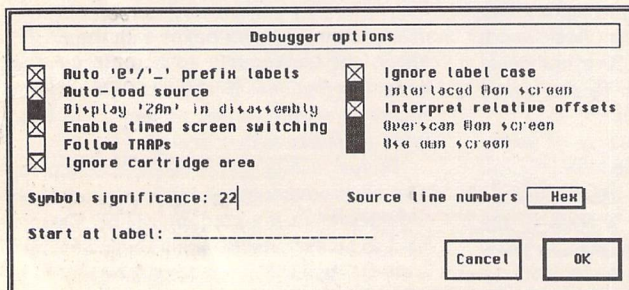 Debugger options
Auto '@'/'_' prefix labels
Auto-load source
Display 'ZAn' in disassembly
Enable timed screen switching
Follow TRAPs
Ignore cartridge area
Ignore label case
Interlaced Mon screen
Interpret relative offsets
Overscan Mon screen
Use own screen
Symbol significance: 22
Source line numbers Hex
Start at label: ____________________
Cancel
OK